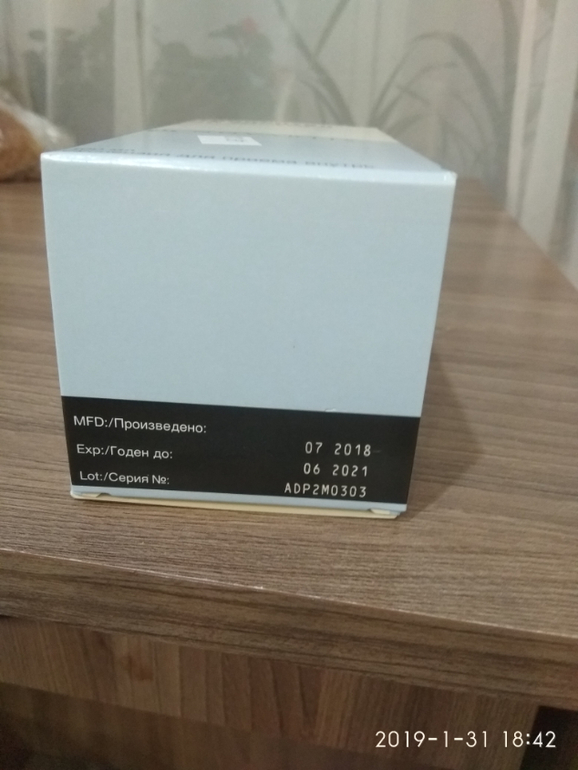 MFD:/Произведено: 07 2018
Exp:/Годен до: 06 2021
Lot:/Серия №: ADP2M0303
2019-1-31 18:42